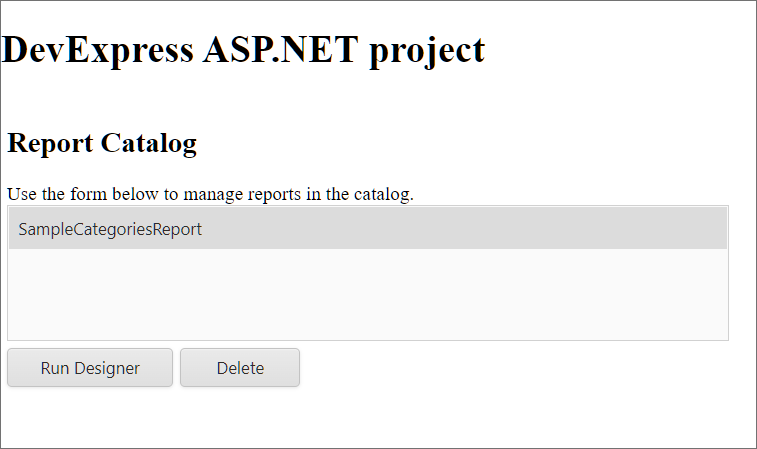 DevExpress ASP.NET project
Report Catalog
Use the form below to manage reports in the catalog.
SampleCategoriesReport
Run Designer
Delete